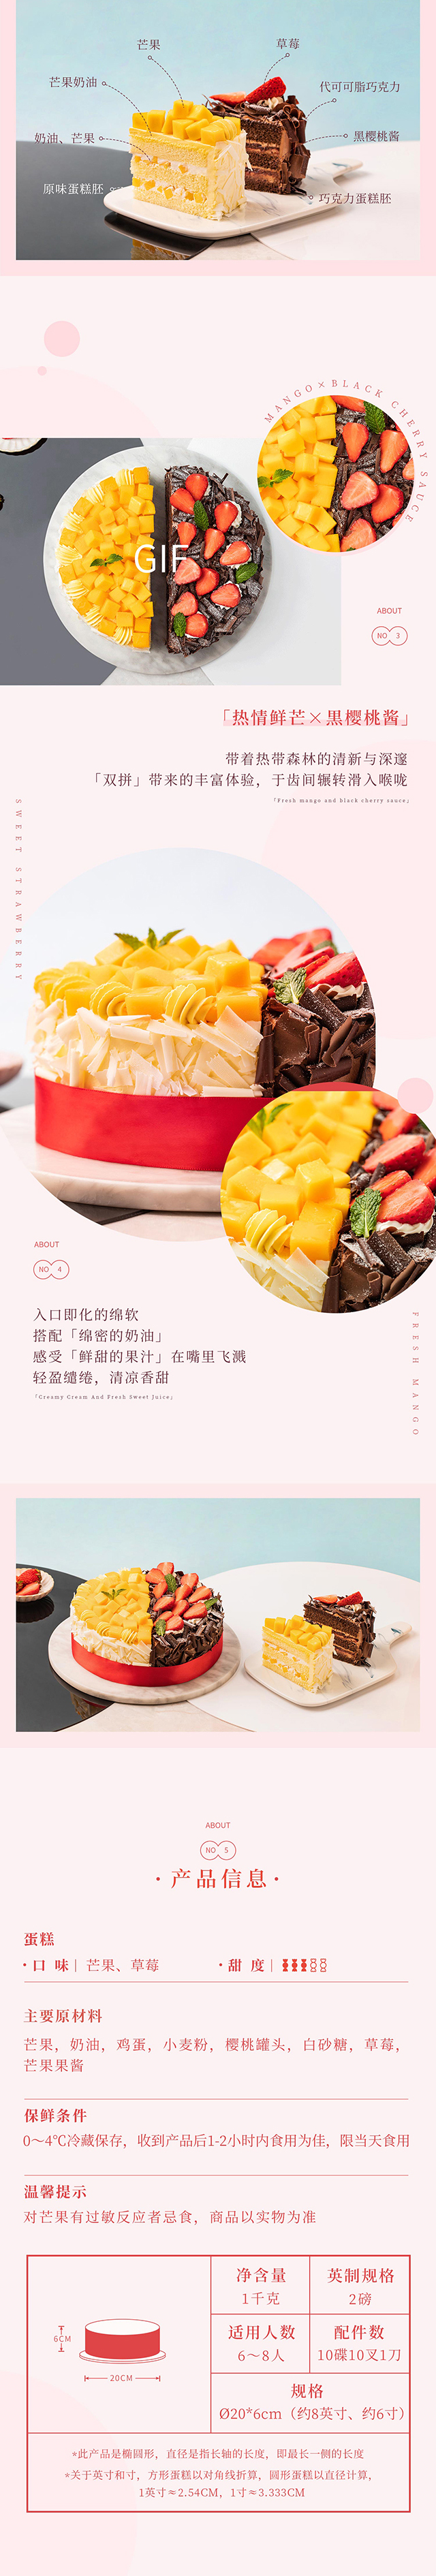 芒果
草莓
芒果奶油
代可可脂巧克力
奶油、芒果
黑樱桃酱
原味蛋糕胚
巧克力蛋糕胚
MANGO×BLACK CHERRY SAUCE
GIF
ABOUT
NO 3
「热情鲜芒×黑樱桃酱」
带着热带森林的清新与深邃
「双拼」带来的丰富体验，于齿间辗转滑入喉咙
「Fresh mango and black cherry sauce」
SWEET STRAWBERRY
ABOUT
NO 4
入口即化的绵软
搭配「绵密的奶油」
感受「鲜甜的果汁」在嘴里飞溅
轻盈缱绻，清凉香甜
「Creamy Cream And Fresh Sweet Juice」
FRESH MANGO
ABOUT
NO 5
·产品信息·
蛋糕
·口 味| 芒果、草莓
·甜 度|
主要原材料
芒果，奶油，鸡蛋，小麦粉，樱桃罐头，白砂糖，草莓，
芒果果酱
保鲜条件
0～4℃冷藏保存，收到产品后1-2小时内食用为佳，限当天食用
温馨提示
对芒果有过敏反应者忌食，商品以实物为准
净含量
1千克
英制规格
2磅
适用人数
6～8人
配件数
10碟10叉1刀
6CM
20CM
规格
Ø20*6cm（约8英寸、约6寸）
*此产品是椭圆形，直径是指长轴的长度，即最长一侧的长度
*关于英寸和寸，方形蛋糕以对角线折算，圆形蛋糕以直径计算，
1英寸≈2.54CM，1寸≈3.333CM